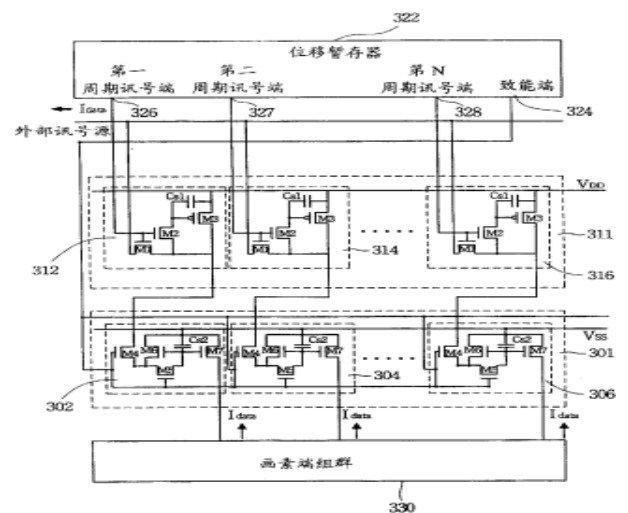 322
位移暂存器
第一 第二 第 N
周期讯号端 周期讯号端 周期讯号端 致能端
Idata 326 327 328 324
外部讯号源
VDD
Cs1 Cs1 Cs1
M3 M3 M3
M2 M2 M2
M1 M1 M1
312 314 316 311
VSS
Cs2 Cs2 Cs2
M4 M6 M7 M4 M6 M7 M4 M6 M7
M5 M5 M5
301
302 304 306
Idata Idata Idata
画素端组群
330